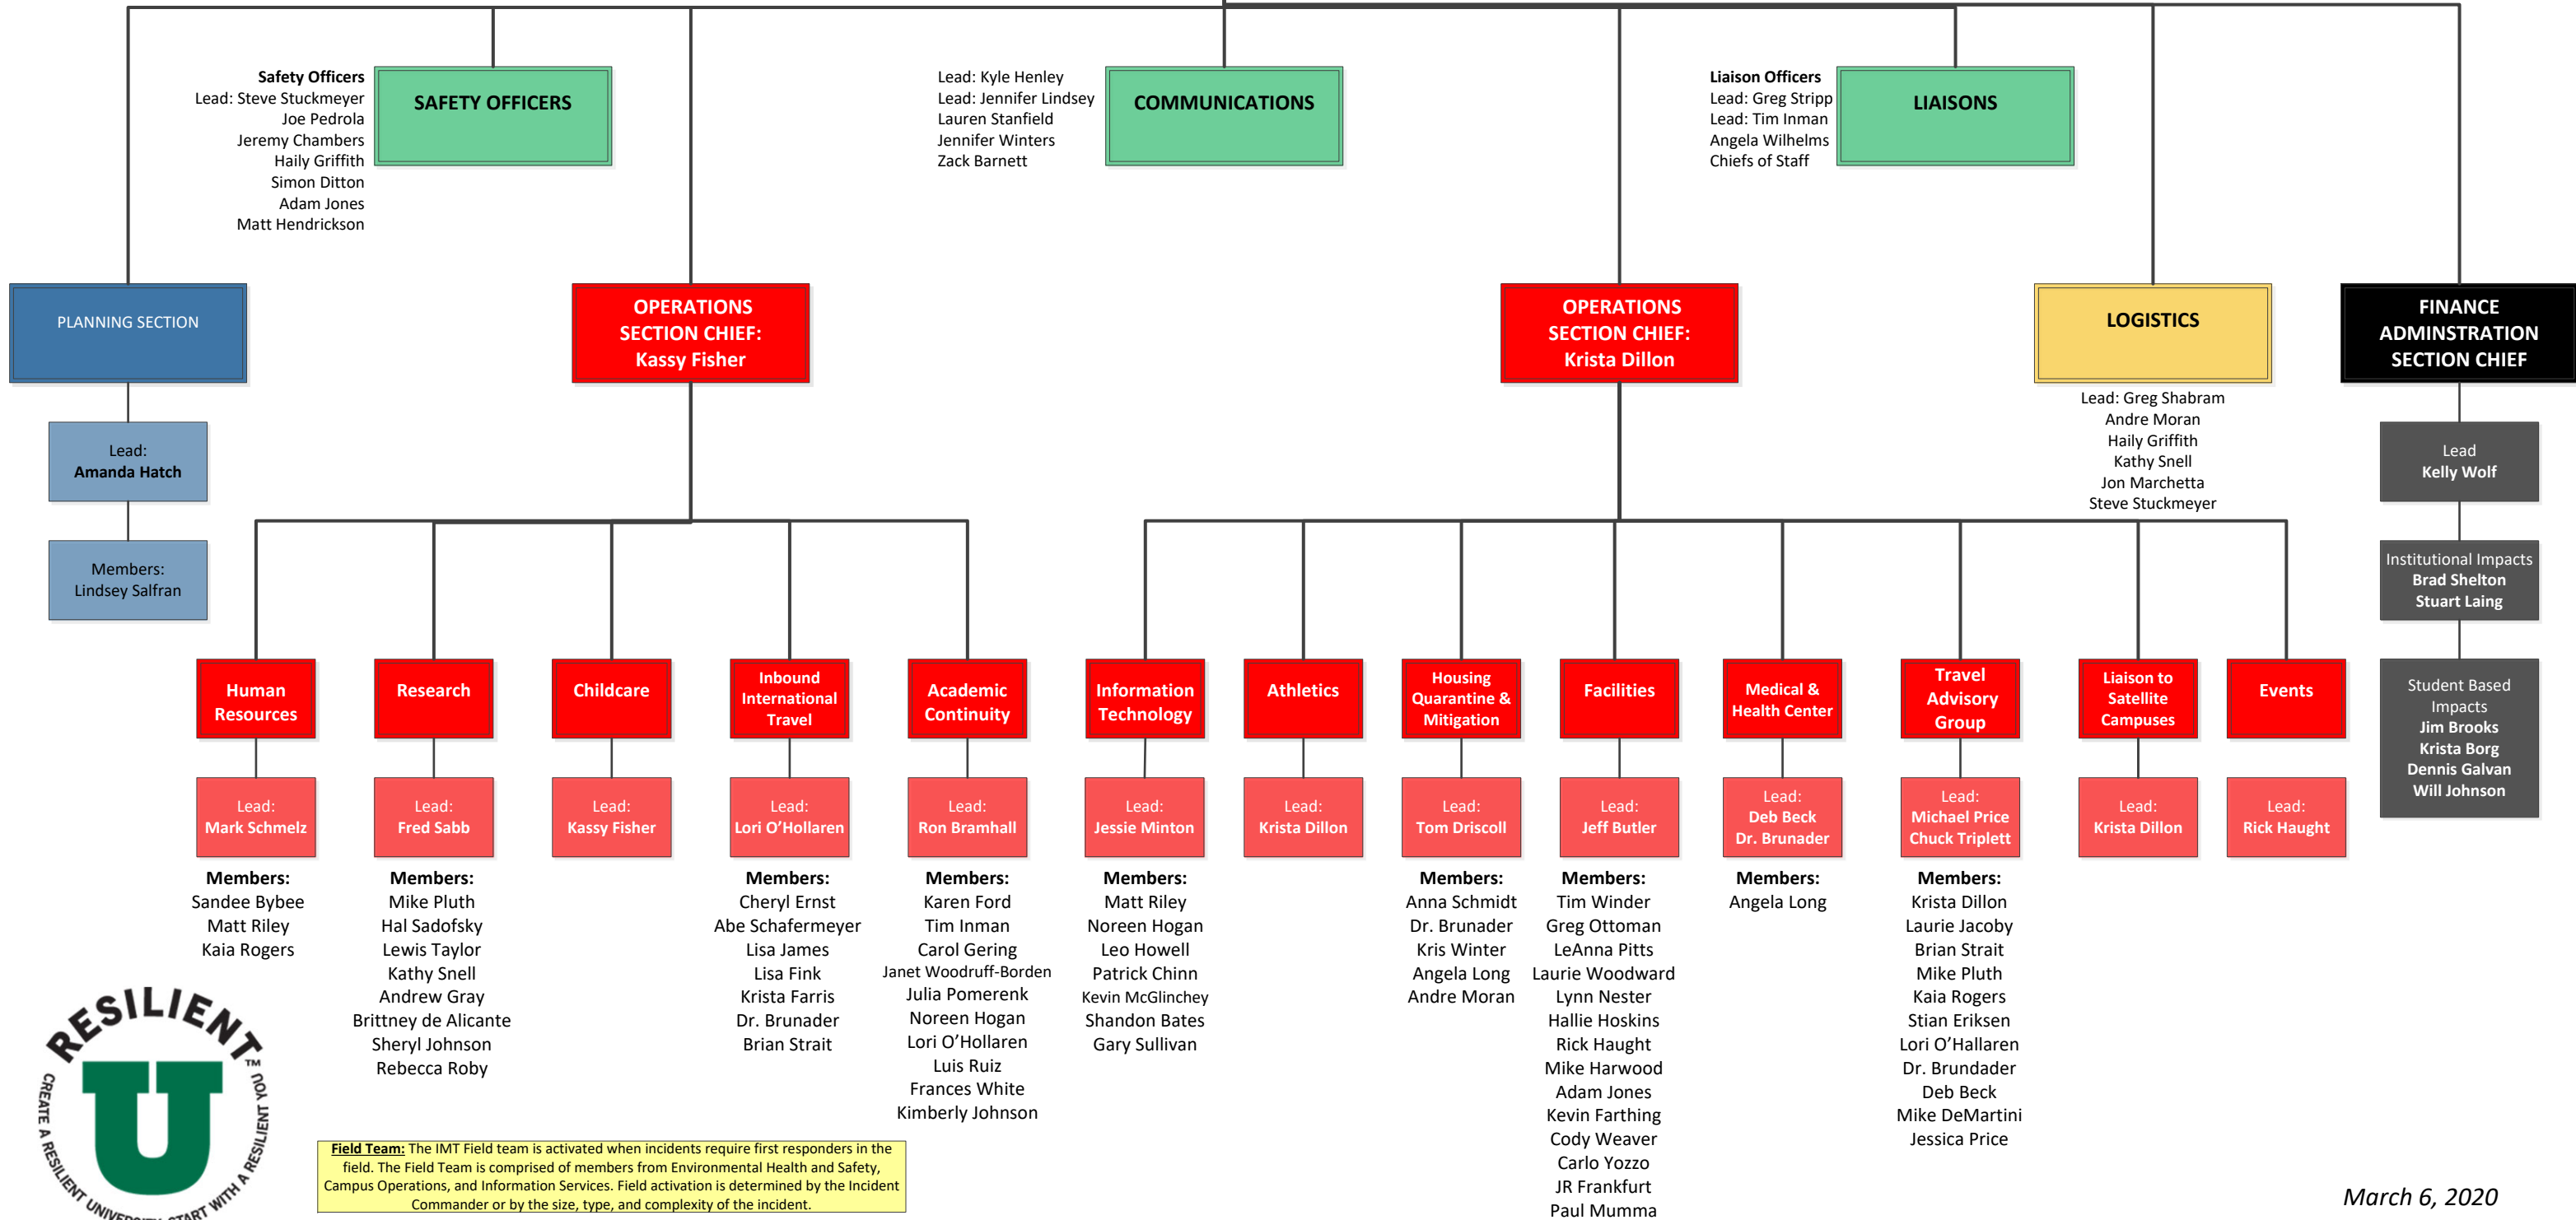 Safety Officers
Lead: Steve Stuckmeyer
Joe Pedrola
Jeremy Chambers
Haily Griffith
Simon Ditton
Adam Jones
Matt Hendrickson
SAFETY OFFICERS
Lead: Kyle Henley
Lead: Jennifer Lindsey
Lauren Stanfield
Jennifer Winters
Zack Barnett
COMMUNICATIONS
Liaison Officers
Lead: Greg Stripp
Lead: Tim Inman
Angela Wilhelms
Chiefs of Staff
LIAISONS
PLANNING SECTION
Lead:
Amanda Hatch
Members:
Lindsey Salfran
OPERATIONS
SECTION CHIEF:
Kassy Fisher
OPERATIONS
SECTION CHIEF:
Krista Dillon
LOGISTICS
Lead: Greg Shabram
Andre Moran
Haily Griffith
Kathy Snell
Jon Marchetta
Steve Stuckmeyer
FINANCE
ADMINSTRATION
SECTION CHIEF
Lead
Kelly Wolf
Institutional Impacts
Brad Shelton
Stuart Laing
Student Based
Impacts
Jim Brooks
Krista Borg
Dennis Galvan
Will Johnson
Human
Resources
Lead:
Mark Schmelz
Members:
Sandee Bybee
Matt Riley
Kaia Rogers
Research
Lead:
Fred Sabb
Members:
Mike Pluth
Hal Sadofsky
Lewis Taylor
Kathy Snell
Andrew Gray
Brittney de Alicante
Sheryl Johnson
Rebecca Roby
Childcare
Lead:
Kassy Fisher
Inbound
International
Travel
Lead:
Lori O’Hollaren
Members:
Cheryl Ernst
Abe Schafermeyer
Lisa James
Lisa Fink
Krista Farris
Dr. Brunader
Brian Strait
Academic
Continuity
Lead:
Ron Bramhall
Members:
Karen Ford
Tim Inman
Carol Gering
Janet Woodruff-Borden
Julia Pomerenk
Noreen Hogan
Lori O’Hollaren
Luis Ruiz
Frances White
Kimberly Johnson
Information
Technology
Lead:
Jessie Minton
Members:
Matt Riley
Noreen Hogan
Leo Howell
Patrick Chinn
Kevin McGlinchey
Shandon Bates
Gary Sullivan
Athletics
Lead:
Krista Dillon
Housing
Quarantine &
Mitigation
Lead:
Tom Driscoll
Members:
Anna Schmidt
Dr. Brunader
Kris Winter
Angela Long
Andre Moran
Facilities
Lead:
Jeff Butler
Members:
Tim Winder
Greg Ottoman
LeAnna Pitts
Laurie Woodward
Lynn Nester
Hallie Hoskins
Rick Haught
Mike Harwood
Adam Jones
Kevin Farthing
Cody Weaver
Carlo Yozzo
JR Frankfurt
Paul Mumma
Medical &
Health Center
Lead:
Deb Beck
Dr. Brunader
Members:
Angela Long
Travel
Advisory
Group
Lead:
Michael Price
Chuck Triplett
Members:
Krista Dillon
Laurie Jacoby
Brian Strait
Mike Pluth
Kaia Rogers
Stian Eriksen
Lori O’Hallaren
Dr. Brundader
Deb Beck
Mike DeMartini
Jessica Price
Liaison to
Satellite
Campuses
Lead:
Krista Dillon
Events
Lead:
Rick Haught
RESILIENT™
U
CREATE A RESILIENT UNIVERSITY START WITH A RESILIENT YOU
Field Team: The IMT Field team is activated when incidents require first responders in the
field. The Field Team is comprised of members from Environmental Health and Safety,
Campus Operations, and Information Services. Field activation is determined by the Incident
Commander or by the size, type, and complexity of the incident.
March 6, 2020